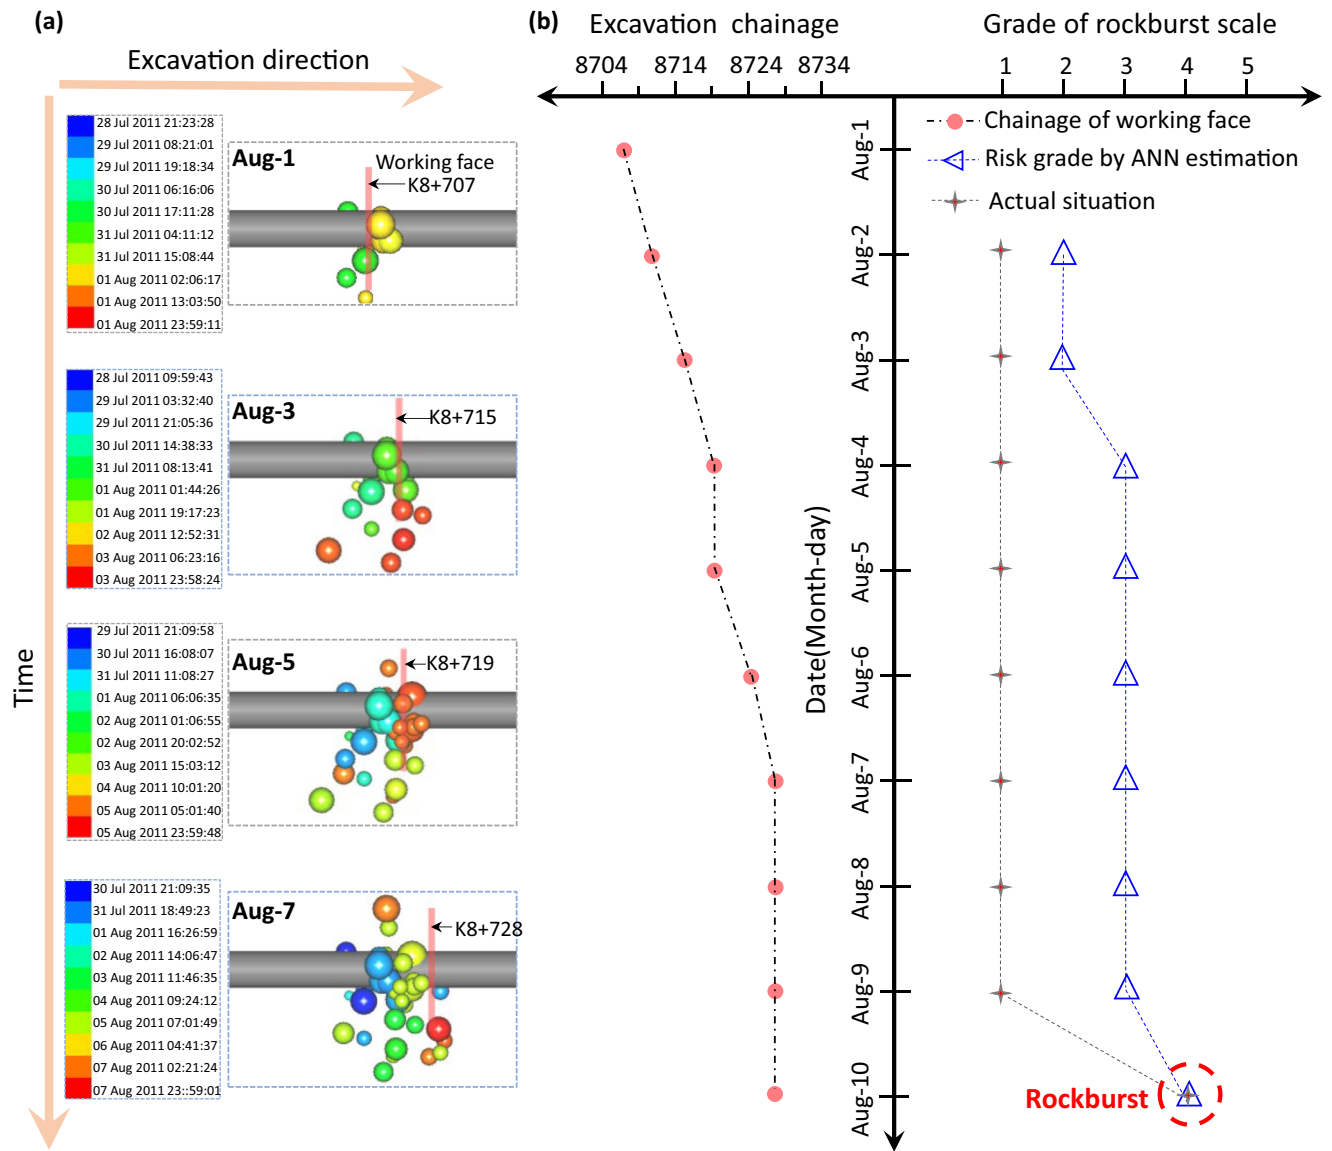 (a)
Excavation direction
Time
28 Jul 2011 21:23:28
29 Jul 2011 08:21:01
29 Jul 2011 19:18:34
30 Jul 2011 06:16:06
30 Jul 2011 17:11:28
31 Jul 2011 04:11:12
31 Jul 2011 15:08:44
01 Aug 2011 02:06:17
01 Aug 2011 13:03:50
01 Aug 2011 23:59:11
Aug-1
Working face
K8+707
28 Jul 2011 09:59:43
29 Jul 2011 03:32:40
29 Jul 2011 21:05:36
30 Jul 2011 14:38:33
31 Jul 2011 08:13:41
01 Aug 2011 01:44:26
01 Aug 2011 19:17:23
02 Aug 2011 12:52:31
03 Aug 2011 06:23:16
03 Aug 2011 23:58:24
Aug-3
K8+715
29 Jul 2011 21:09:58
30 Jul 2011 16:08:07
31 Jul 2011 11:08:27
01 Aug 2011 06:06:35
02 Aug 2011 01:06:55
02 Aug 2011 20:02:52
03 Aug 2011 15:03:12
04 Aug 2011 10:01:20
05 Aug 2011 05:01:40
05 Aug 2011 23:59:48
Aug-5
K8+719
30 Jul 2011 21:09:35
31 Jul 2011 18:49:23
01 Aug 2011 16:26:59
02 Aug 2011 14:06:47
03 Aug 2011 11:46:35
04 Aug 2011 09:24:12
05 Aug 2011 07:01:49
06 Aug 2011 04:41:37
07 Aug 2011 02:21:24
07 Aug 2011 23::59:01
Aug-7
K8+728
(b)
Excavation chainage
8704 8714 8724 8734
Grade of rockburst scale
1 2 3 4 5
Chainage of working face
Risk grade by ANN estimation
Actual situation
Date(Month-day)
Aug-1
Aug-2
Aug-3
Aug-4
Aug-5
Aug-6
Aug-7
Aug-8
Aug-9
Aug-10
Rockburst